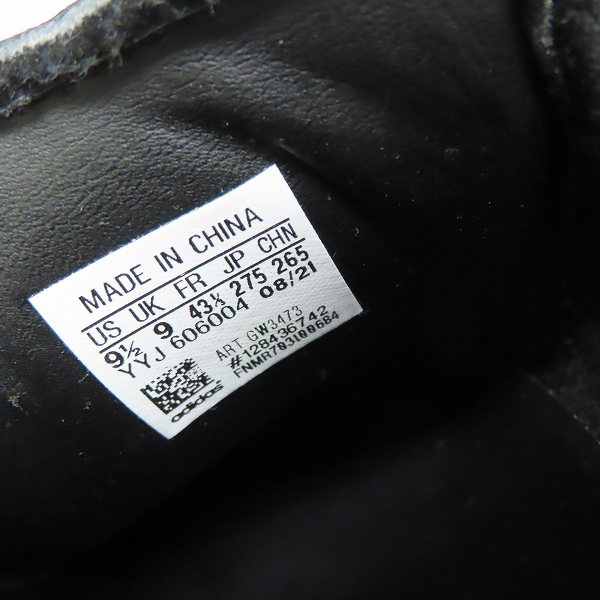 MADE IN CHINA
US UK FR JP CHN
9½ 9 43⅓ 275 265
YYJ 606004 08/21
ART GW3473
#128436742
FNMR703100684
adidas